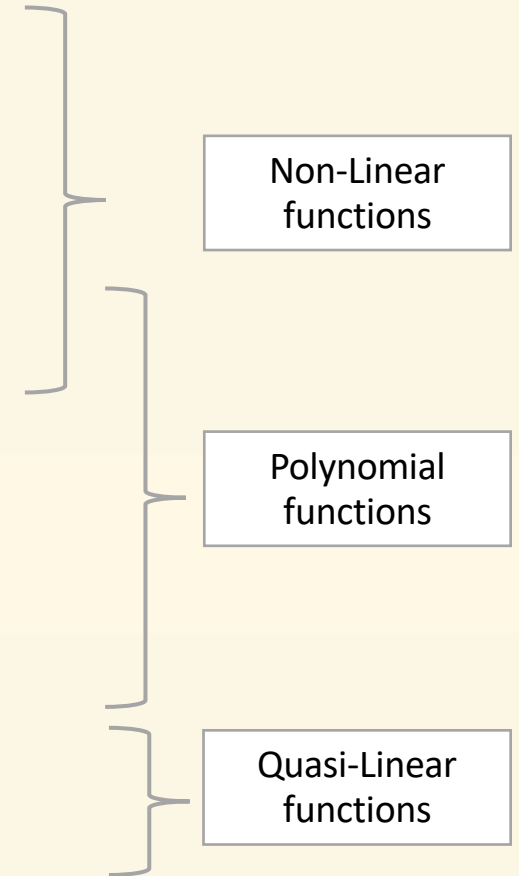 Non-Linear
functions
Polynomial
functions
Quasi-Linear
functions